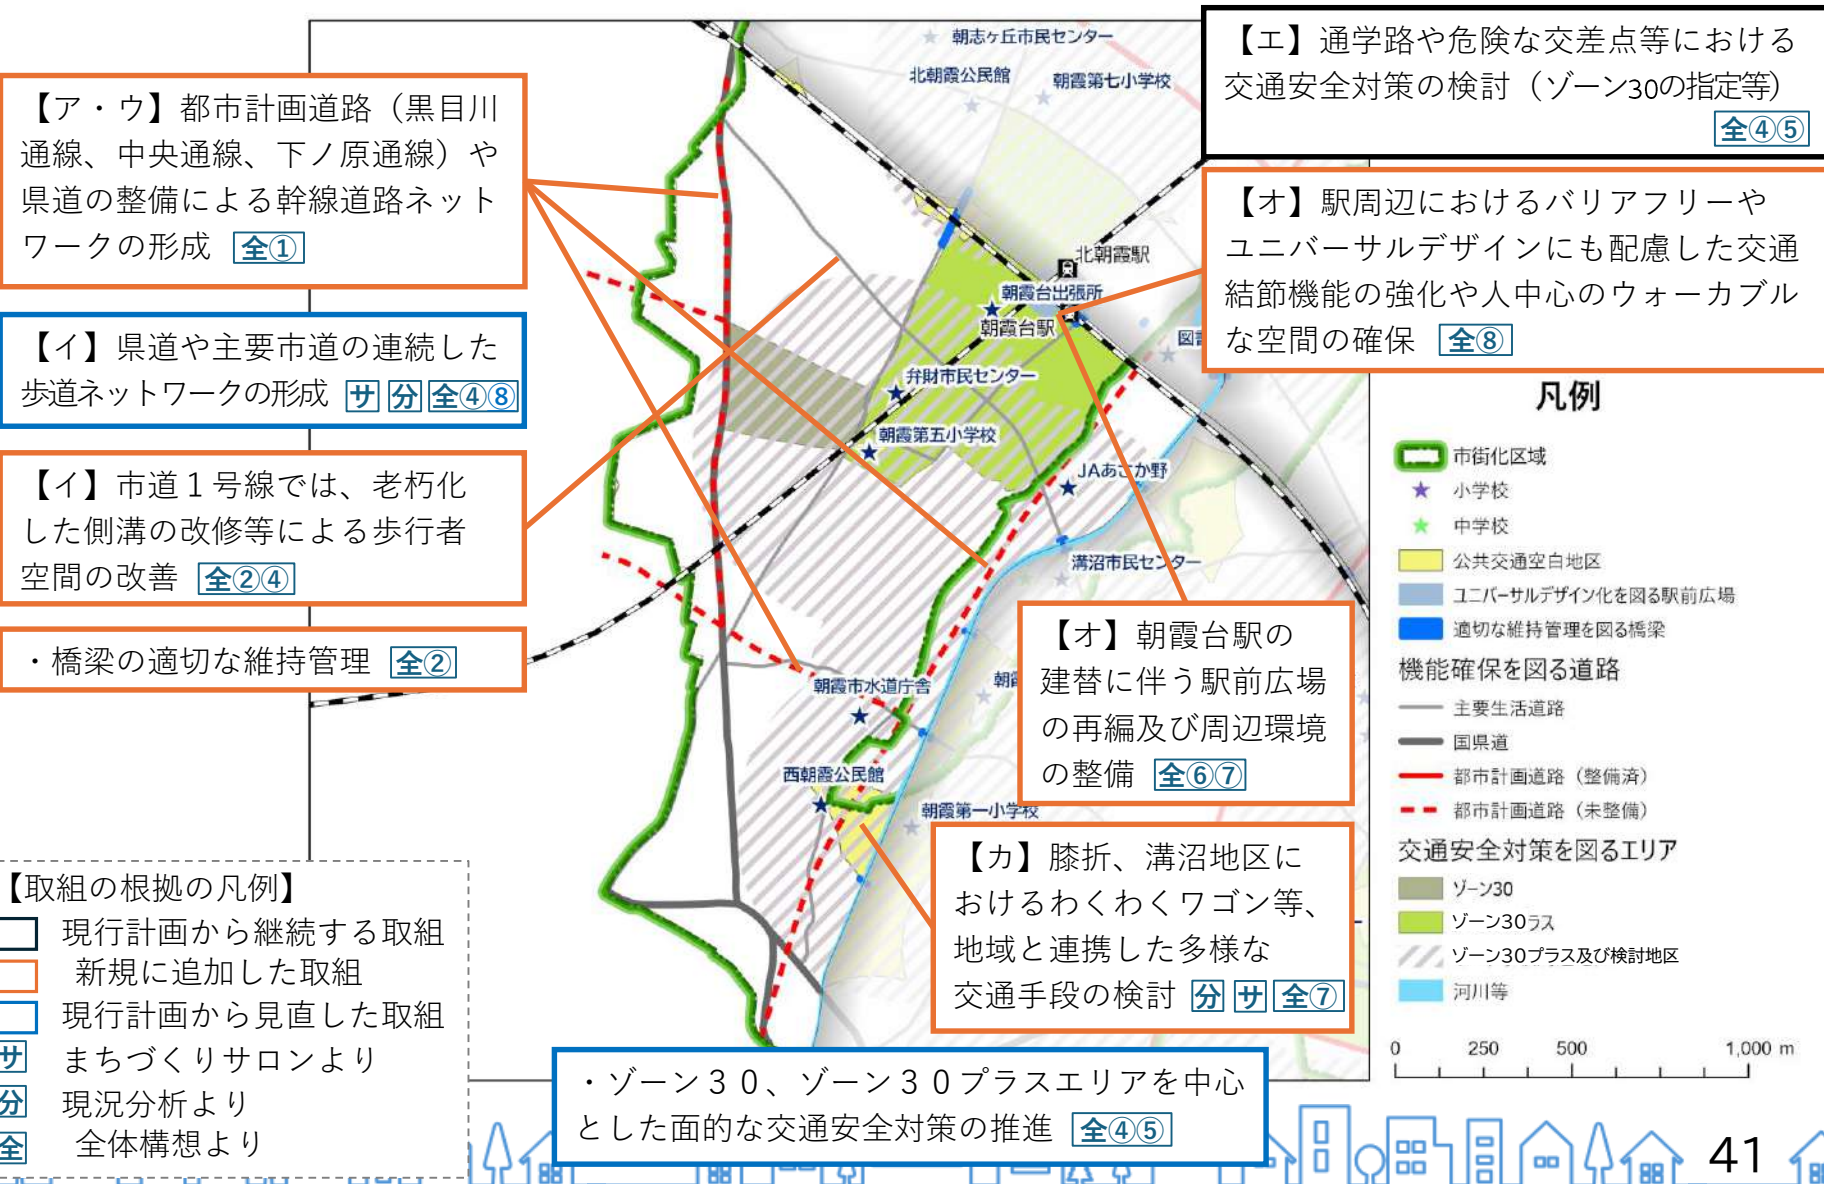 【ア・ウ】都市計画道路（黒目川
通線、中央通線、下ノ原通線）や
県道の整備による幹線道路ネット
ワークの形成 全①
【イ】県道や主要市道の連続した
歩道ネットワークの形成 サ 分 全④⑧
【イ】市道１号線では、老朽化
した側溝の改修等による歩行者
空間の改善 全②④
・橋梁の適切な維持管理 全②
【取組の根拠の凡例】
現行計画から継続する取組
新規に追加した取組
現行計画から見直した取組
サ まちづくりサロンより
分 現況分析より
全 全体構想より
朝志ヶ丘市民センター
北朝霞公民館
朝霞第七小学校
北朝霞駅
朝霞台出張所
朝霞台駅
弁財市民センター
朝霞第五小学校
JAあさか野
溝沼市民センター
朝霞市水道庁舎
西朝霞公民館
朝霞第一小学校
【エ】通学路や危険な交差点等における
交通安全対策の検討（ゾーン30の指定等）
全④⑤
【オ】駅周辺におけるバリアフリーや
ユニバーサルデザインにも配慮した交通
結節機能の強化や人中心のウォーカブル
な空間の確保 全⑧
【オ】朝霞台駅の
建替に伴う駅前広場
の再編及び周辺環境
の整備 全⑥⑦
【カ】膝折、溝沼地区に
おけるわくわくワゴン等、
地域と連携した多様な
交通手段の検討 分 サ 全⑦
・ゾーン３０、ゾーン３０プラスエリアを中心
とした面的な交通安全対策の推進 全④⑤
凡例
市街化区域
小学校
中学校
公共交通空白地区
ユニバーサルデザイン化を図る駅前広場
適切な維持管理を図る橋梁
機能確保を図る道路
主要生活道路
国県道
都市計画道路（整備済）
都市計画道路（未整備）
交通安全対策を図るエリア
ゾーン30
ゾーン30ラス
ゾーン30プラス及び検討地区
河川等
0 250 500 1,000 m
41